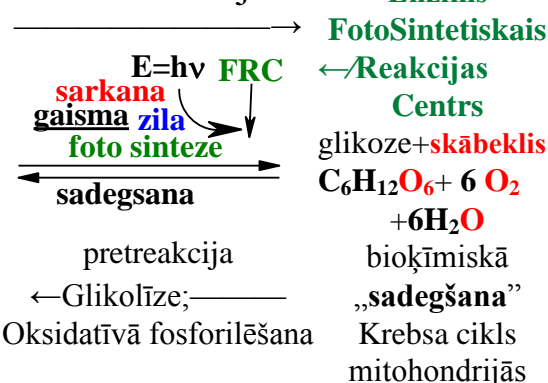 FotoSintetiskais
E=hν FRC ←/Reakcijas
sarkana
Centrs
gaisma zila
foto sinteze
glikoze+skābeklis
sadegsana
C₆H₁₂O₆+ 6 O₂
+6H₂O
pretreakcija bioķīmiskā
←Glikolīze;——— „sadegšana”
Oksidatīvā fosforilēšana Krebsa cikls
mitohondrijās